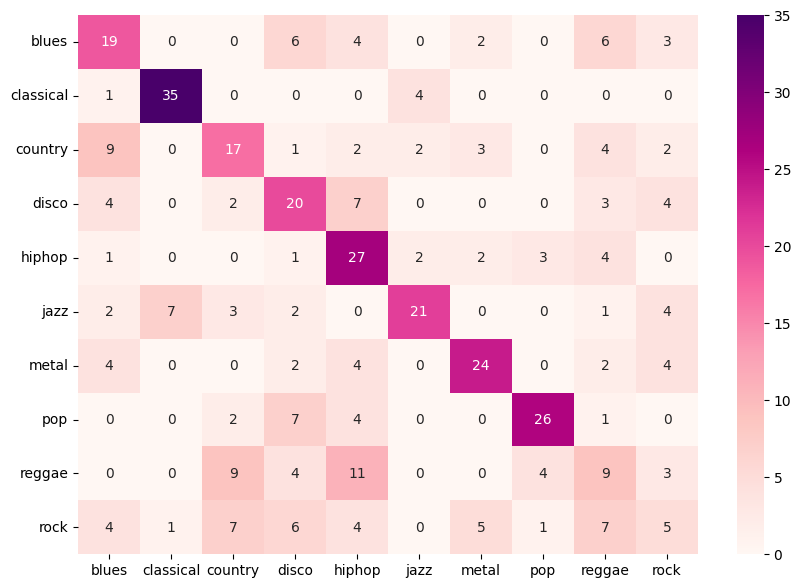 35
blues 19 0 0 6 4 0 2 0 6 3
classical 1 35 0 0 0 4 0 0 0 0
30
country 9 0 17 1 2 2 3 0 4 2
25
disco 4 0 2 20 7 0 0 0 3 4
20
hiphop 1 0 0 1 27 2 2 3 4 0
15
jazz 2 7 3 2 0 21 0 0 1 4
metal 4 0 0 2 4 0 24 0 2 4
10
pop 0 0 2 7 4 0 0 26 1 0
reggae 0 0 9 4 11 0 0 4 9 3
5
rock 4 1 7 6 4 0 5 1 7 5
0
blues classical country disco hiphop jazz metal pop reggae rock